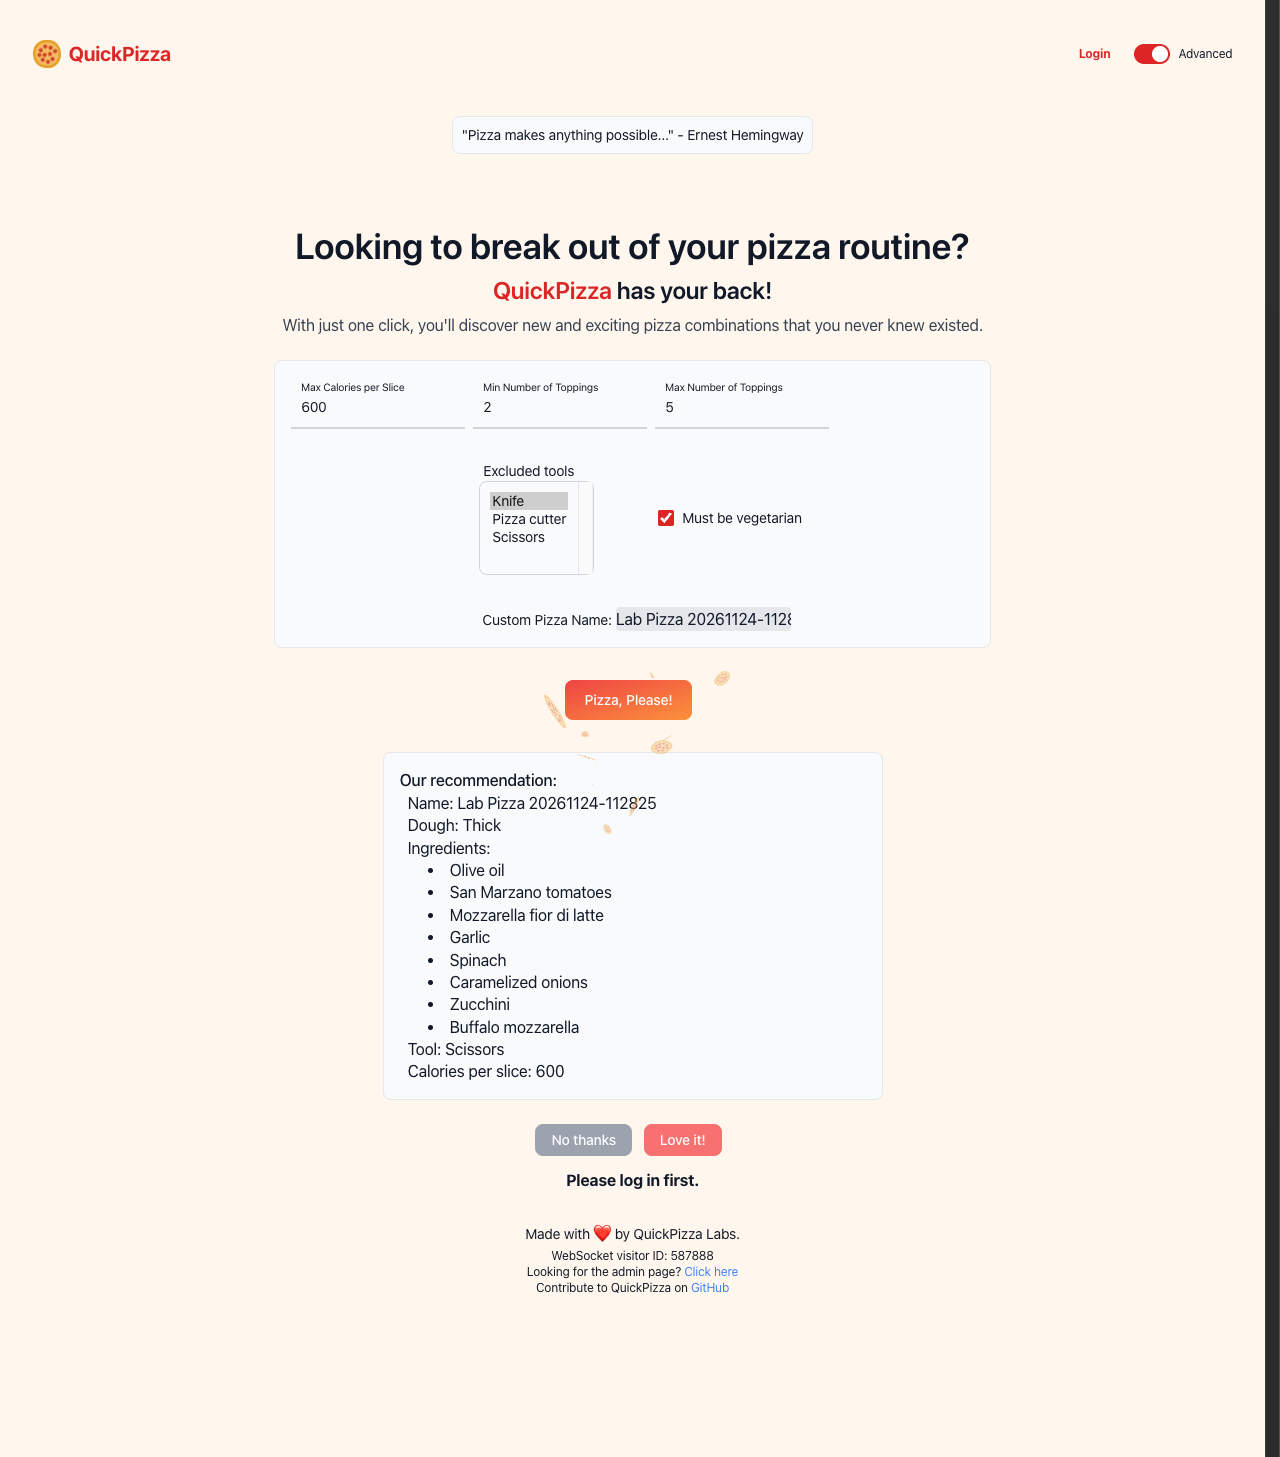 QuickPizza
Login
Advanced
"Pizza makes anything possible..." - Ernest Hemingway
Looking to break out of your pizza routine?
QuickPizza has your back!
With just one click, you'll discover new and exciting pizza combinations that you never knew existed.
Max Calories per Slice
600
Min Number of Toppings
2
Max Number of Toppings
5
Excluded tools
Knife
Pizza cutter
Scissors
Must be vegetarian
Custom Pizza Name: Lab Pizza 20261124-1128
Pizza, Please!
Our recommendation:
Name: Lab Pizza 20261124-112825
Dough: Thick
Ingredients:
• Olive oil
• San Marzano tomatoes
• Mozzarella fior di latte
• Garlic
• Spinach
• Caramelized onions
• Zucchini
• Buffalo mozzarella
Tool: Scissors
Calories per slice: 600
No thanks
Love it!
Please log in first.
Made with ❤️ by QuickPizza Labs.
WebSocket visitor ID: 587888
Looking for the admin page? Click here
Contribute to QuickPizza on GitHub